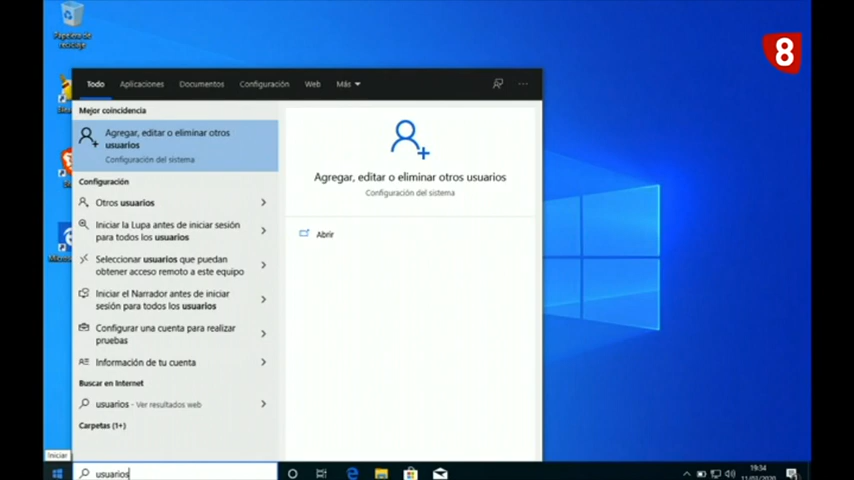 Papelera de
reciclaje
8
Todo Aplicaciones Documentos Configuración Web Más
Mejor coincidencia
Agregar, editar o eliminar otros
usuarios
Configuración del sistema
Configuración
Otros usuarios
Iniciar la Lupa antes de iniciar sesión
para todos los usuarios
Seleccionar usuarios que puedan
obtener acceso remoto a este equipo
Iniciar el Narrador antes de iniciar
sesión para todos los usuarios
Configurar una cuenta para realizar
pruebas
Información de tu cuenta
Buscar en Internet
usuarios - Ver resultados web
Carpetas (1+)
Agregar, editar o eliminar otros usuarios
Configuración del sistema
Abrir
Iniciar
usuarios
19:34